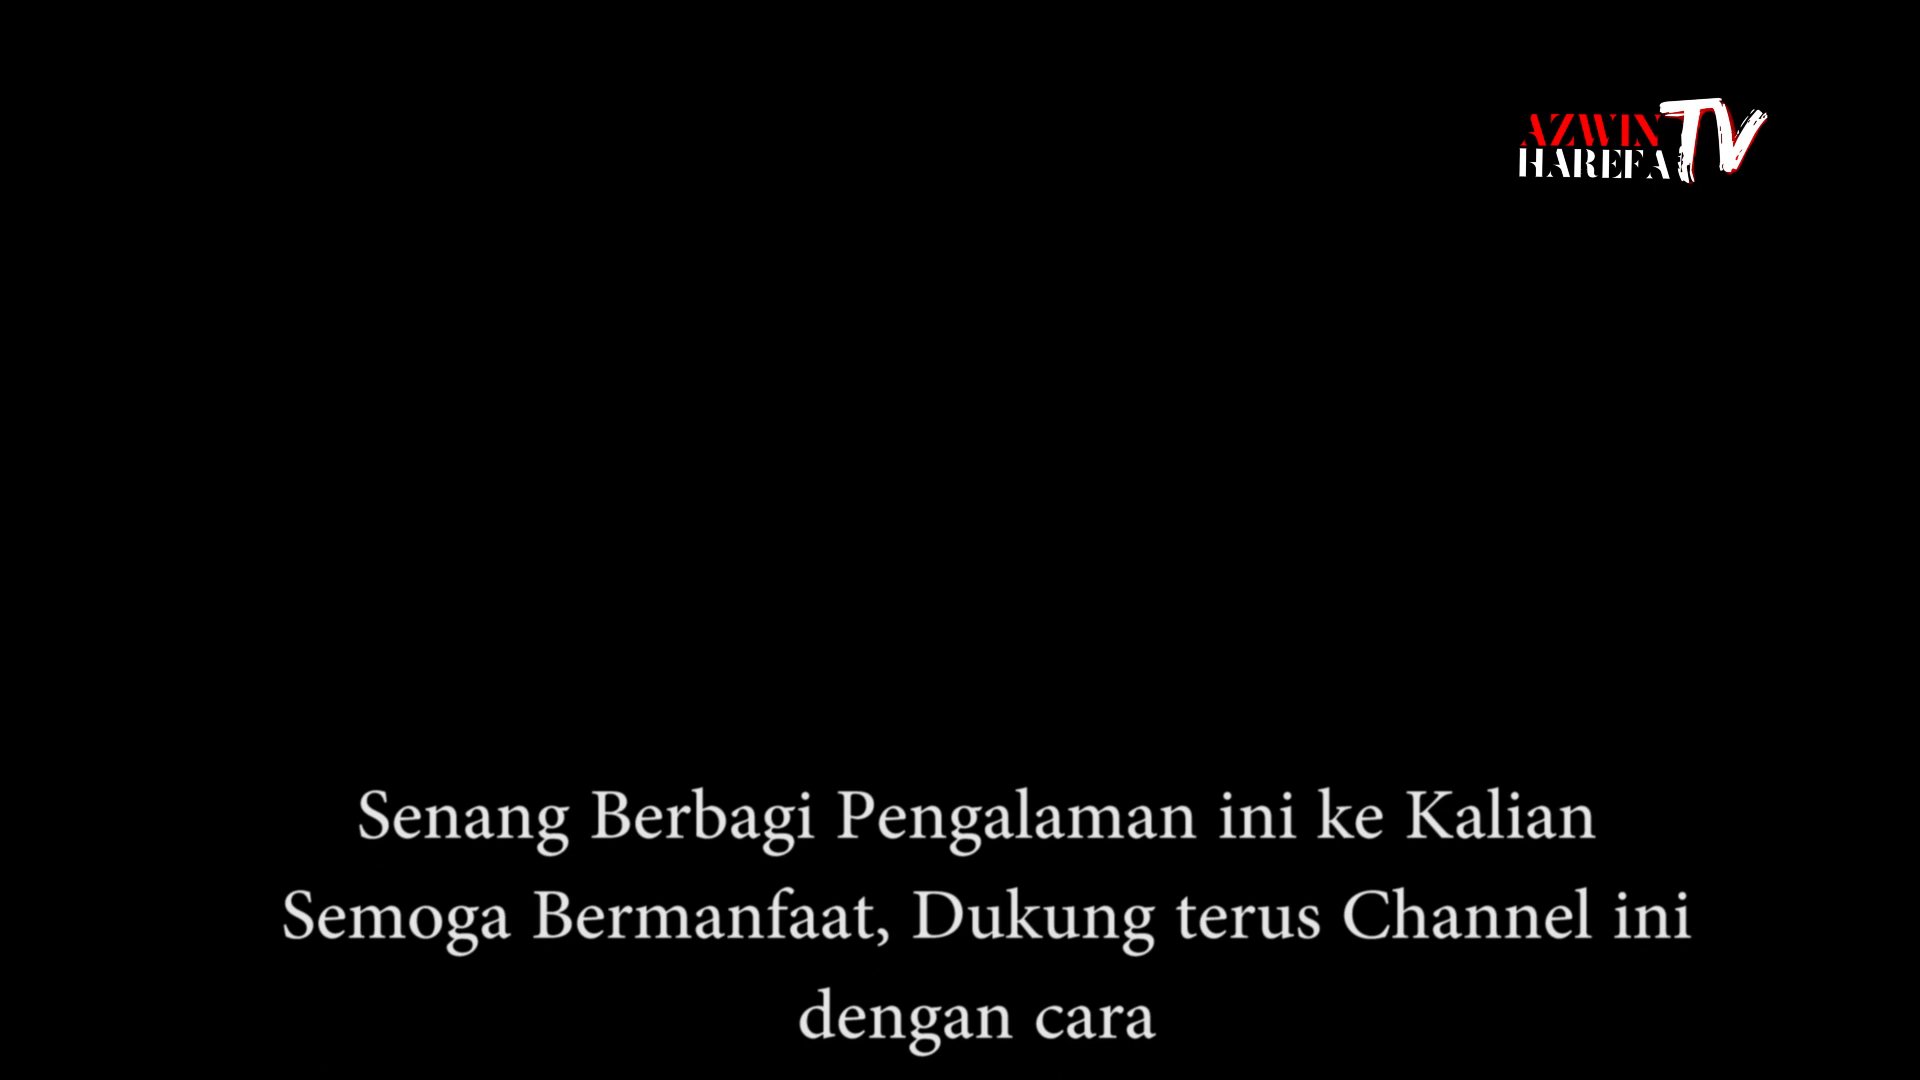 AZWIN
HAREFA TV
Senang Berbagi Pengalaman ini ke Kalian
Semoga Bermanfaat, Dukung terus Channel ini
dengan cara